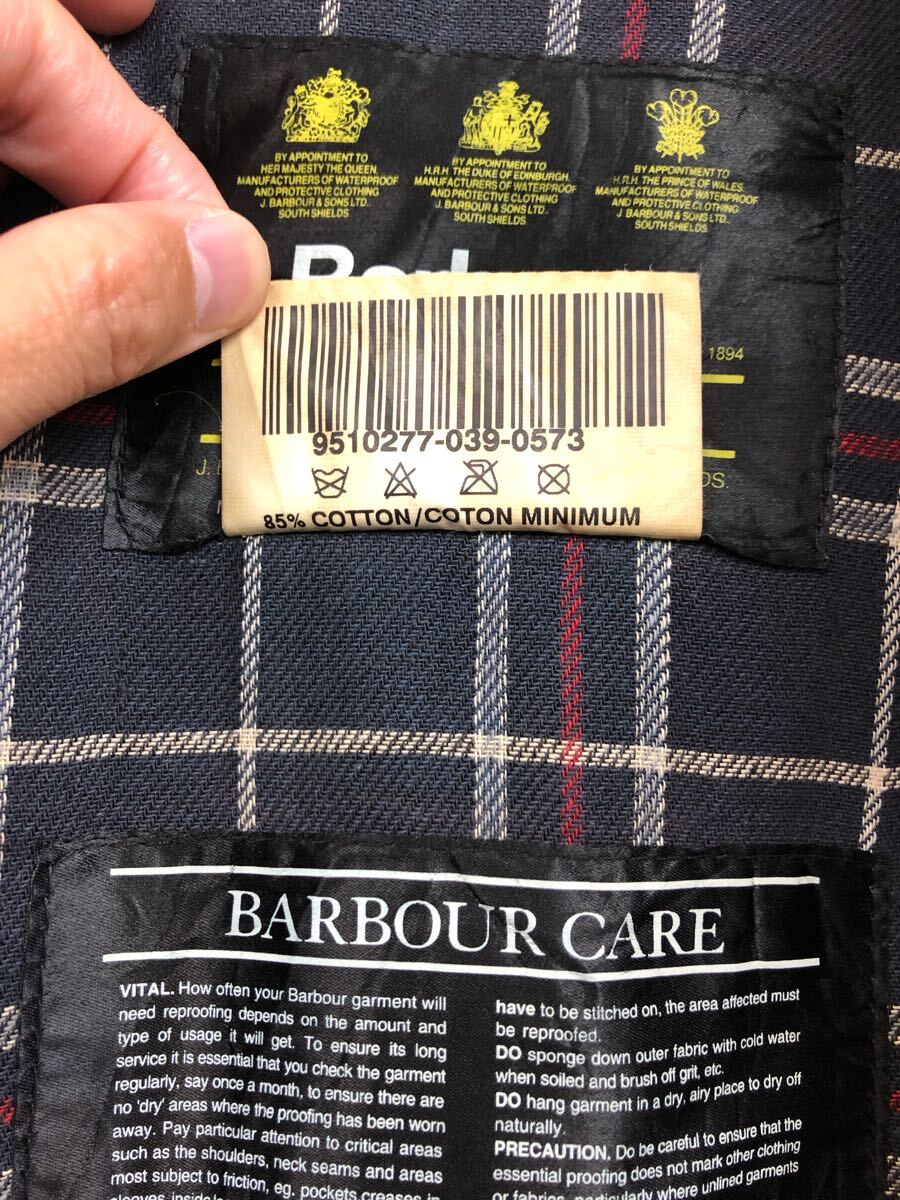 BY APPOINTMENT TO
HER MAJESTY THE QUEEN.
MANUFACTURERS OF WATERPROOF
AND PROTECTIVE CLOTHING
J. BARBOUR & SONS LTD.,
SOUTH SHIELDS
BY APPOINTMENT TO
H.R.H. THE DUKE OF EDINBURGH.
MANUFACTURERS OF WATERPROOF
AND PROTECTIVE CLOTHING
J. BARBOUR & SONS LTD.,
SOUTH SHIELDS
BY APPOINTMENT TO
H.R.H. THE PRINCE OF WALES.
MANUFACTURERS OF WATERPROOF
AND PROTECTIVE CLOTHING
J. BARBOUR & SONS LTD.,
SOUTH SHIELDS
1894
J.
DS.
9510277-039-0573
85% COTTON/COTON MINIMUM
BARBOUR CARE
VITAL. How often your Barbour garment will
need reproofing depends on the amount and
type of usage it will get. To ensure its long
service it is essential that you check the garment
regularly, say once a month, to ensure there are
no 'dry' areas where the proofing has been worn
away. Pay particular attention to critical areas
such as the shoulders, neck seams and areas
most subject to friction, eg. pockets, creases in
have to be stitched on, the area affected must
be reproofed.
DO sponge down outer fabric with cold water
when soiled and brush off grit, etc.
DO hang garment in a dry, airy place to dry off
naturally.
PRECAUTION. Do be careful to ensure that the
essential proofing does not mark other clothing
or fabrics, particularly where unlined garments